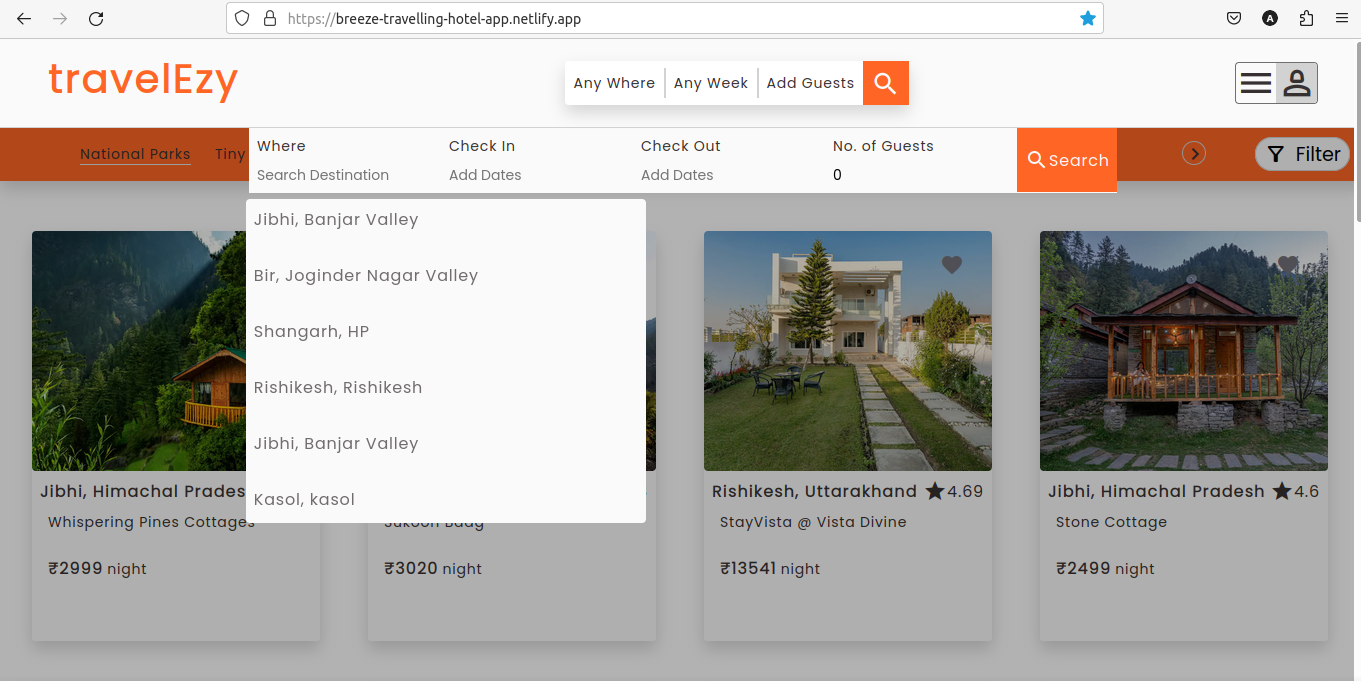 https://breeze-travelling-hotel-app.netlify.app
A
travelEzy
Any Where Any Week Add Guests
National Parks Tiny
Where Check In Check Out No. of Guests
Search Destination Add Dates Add Dates 0
Search
Filter
Jibhi, Banjar Valley
Bir, Joginder Nagar Valley
Shangarh, HP
Rishikesh, Rishikesh
Jibhi, Banjar Valley
Kasol, kasol
Jibhi, Himachal Prades
Whispering Pines Cottages
₹2999 night
₹3020 night
Rishikesh, Uttarakhand 4.69
StayVista @ Vista Divine
₹13541 night
Jibhi, Himachal Pradesh 4.6
Stone Cottage
₹2499 night